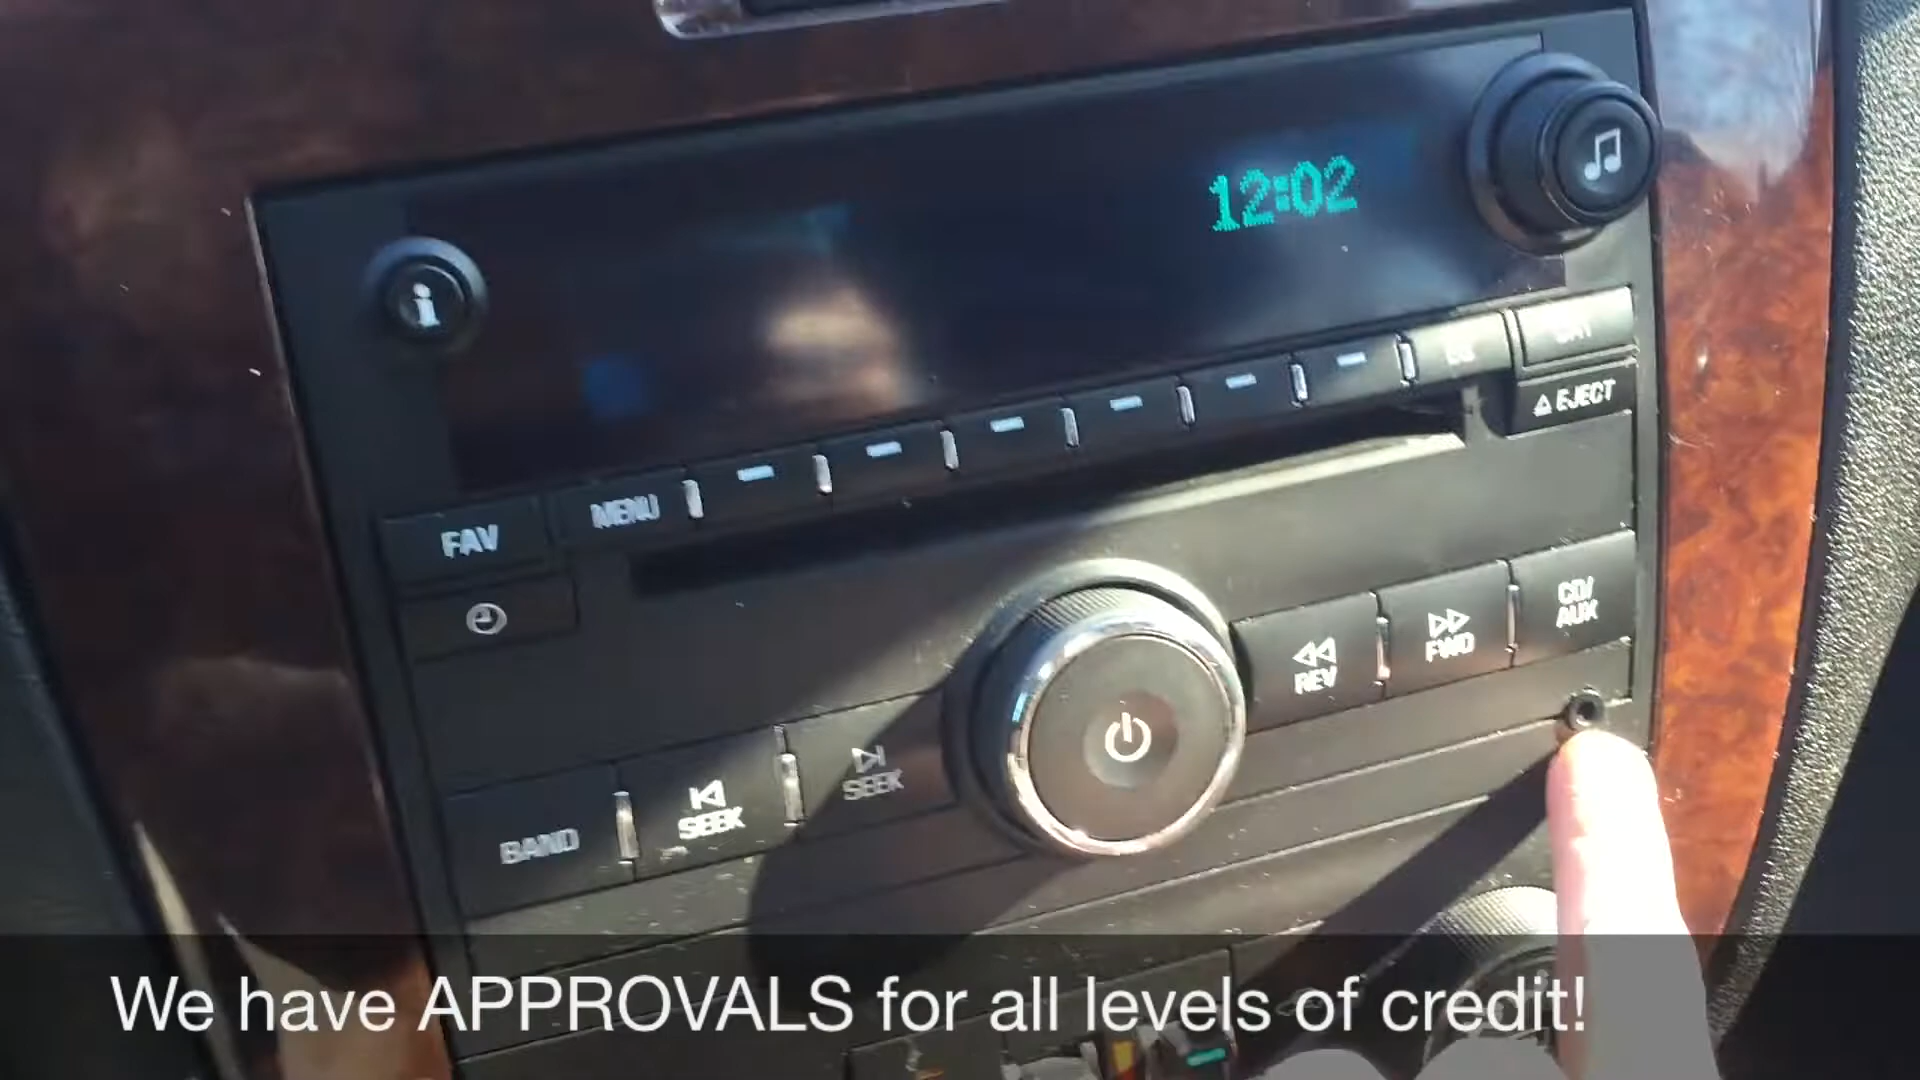 12:02
i
EJECT
MENU
FAV
CD/
AUX
FWD
REV
SEEK
SEEK
BAND
We have APPROVALS for all levels of credit!